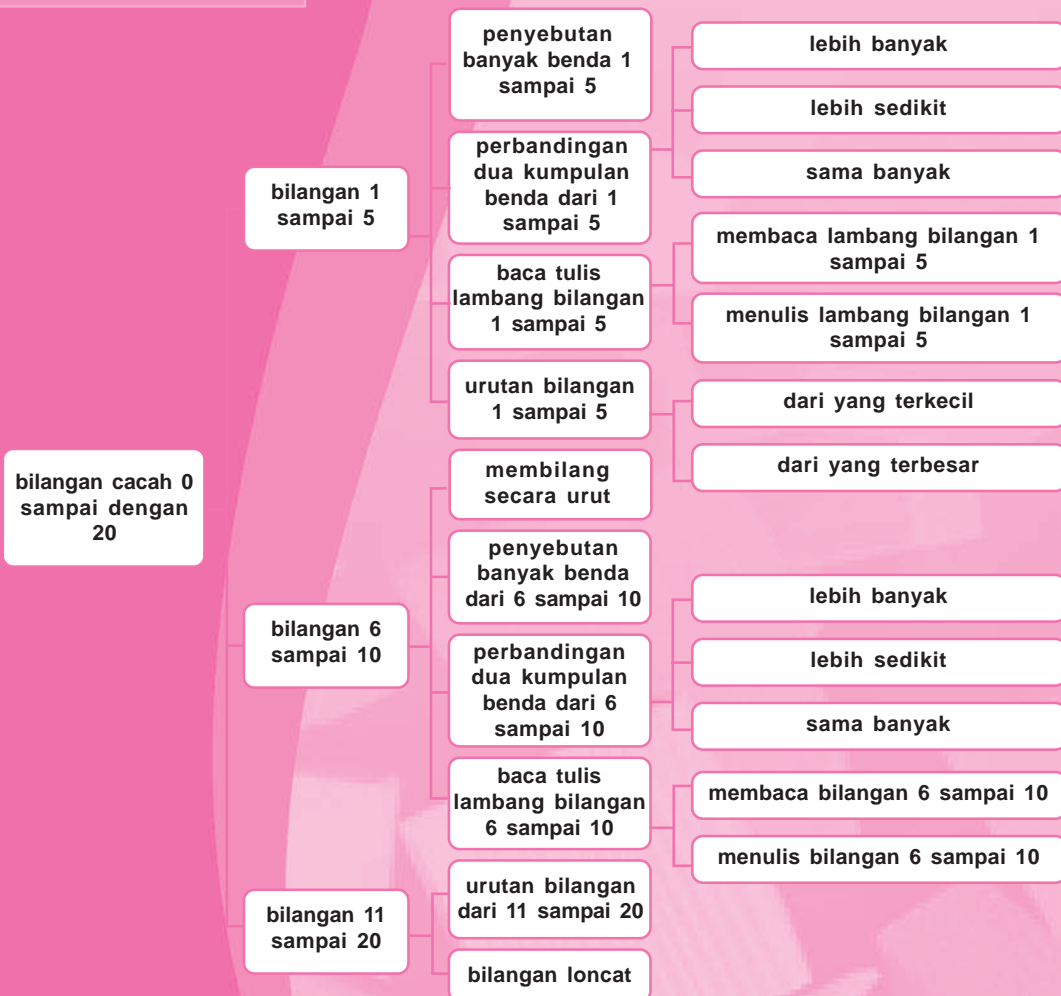 bilangan cacah 0
sampai dengan
20
bilangan 1
sampai 5
penyebutan
banyak benda 1
sampai 5
perbandingan
dua kumpulan
benda dari 1
sampai 5
lebih banyak
lebih sedikit
sama banyak
baca tulis
lambang bilangan
1 sampai 5
membaca lambang bilangan 1
sampai 5
menulis lambang bilangan 1
sampai 5
urutan bilangan
1 sampai 5
dari yang terkecil
dari yang terbesar
bilangan 6
sampai 10
membilang
secara urut
penyebutan
banyak benda
dari 6 sampai 10
perbandingan
dua kumpulan
benda dari 6
sampai 10
lebih banyak
lebih sedikit
sama banyak
baca tulis
lambang bilangan
6 sampai 10
membaca bilangan 6 sampai 10
menulis bilangan 6 sampai 10
bilangan 11
sampai 20
urutan bilangan
dari 11 sampai 20
bilangan loncat